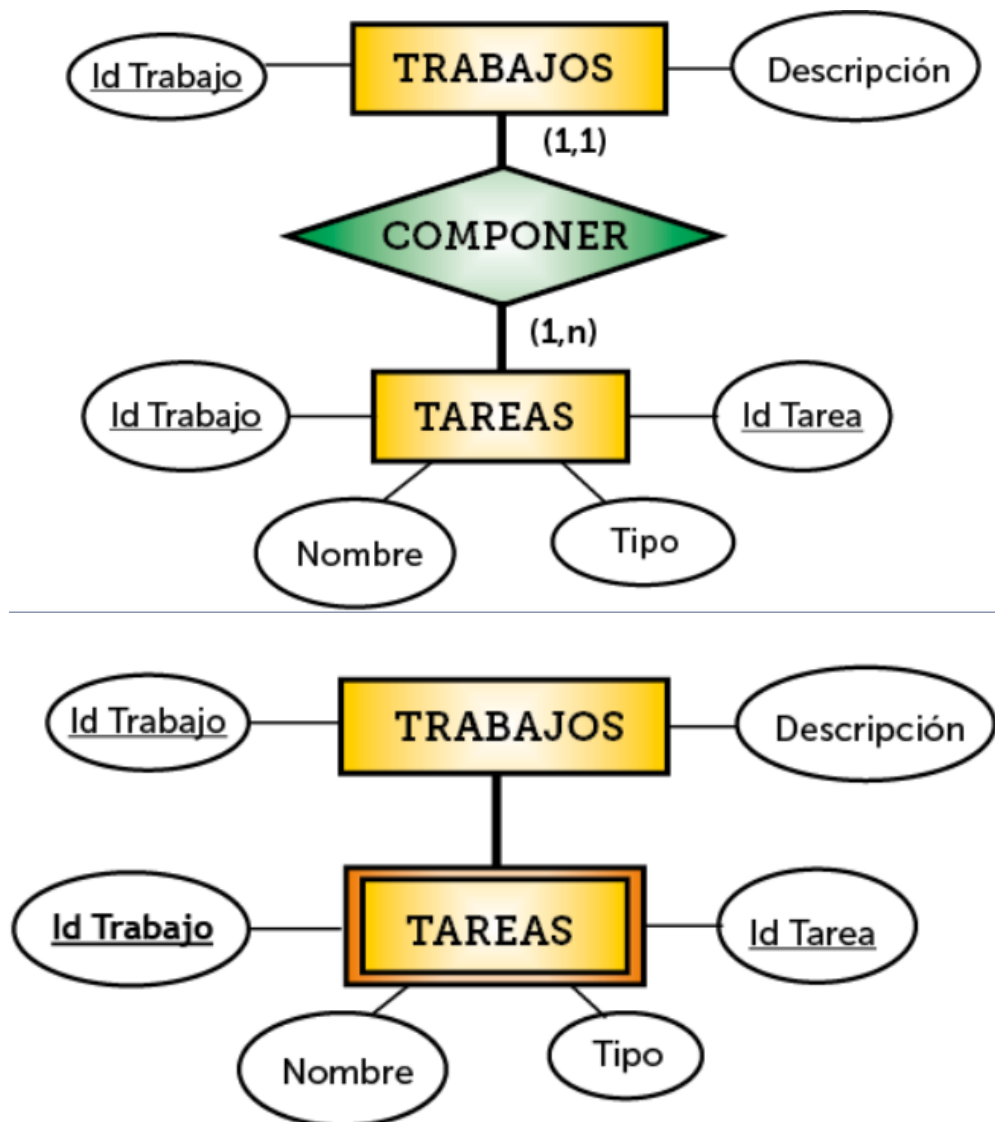 Id Trabajo
TRABAJOS
Descripción
(1,1)
COMPONER
(1,n)
Id Trabajo
TAREAS
Id Tarea
Nombre
Tipo
Id Trabajo
TRABAJOS
Descripción
Id Trabajo
TAREAS
Id Tarea
Nombre
Tipo